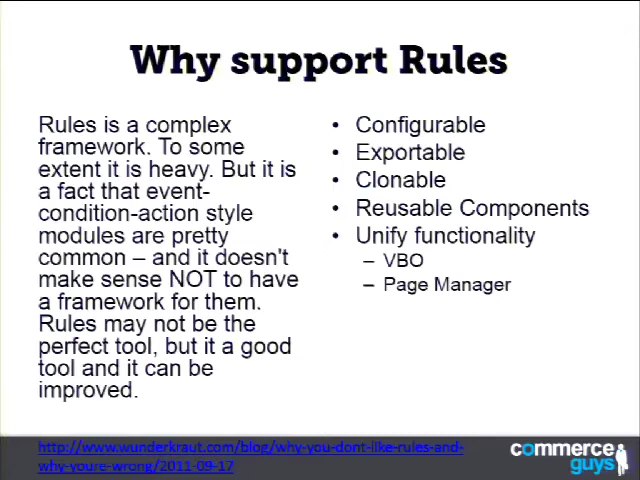 Why support Rules
Rules is a complex
framework. To some
extent it is heavy. But it is
a fact that event-
condition-action style
modules are pretty
common – and it doesn't
make sense NOT to have
a framework for them.
Rules may not be the
perfect tool, but it a good
tool and it can be
improved.
• Configurable
• Exportable
• Clonable
• Reusable Components
• Unify functionality
– VBO
– Page Manager
http://www.wunderkraut.com/blog/why-you-dont-like-rules-and-
why-youre-wrong/2011-09-17
commerce
guys